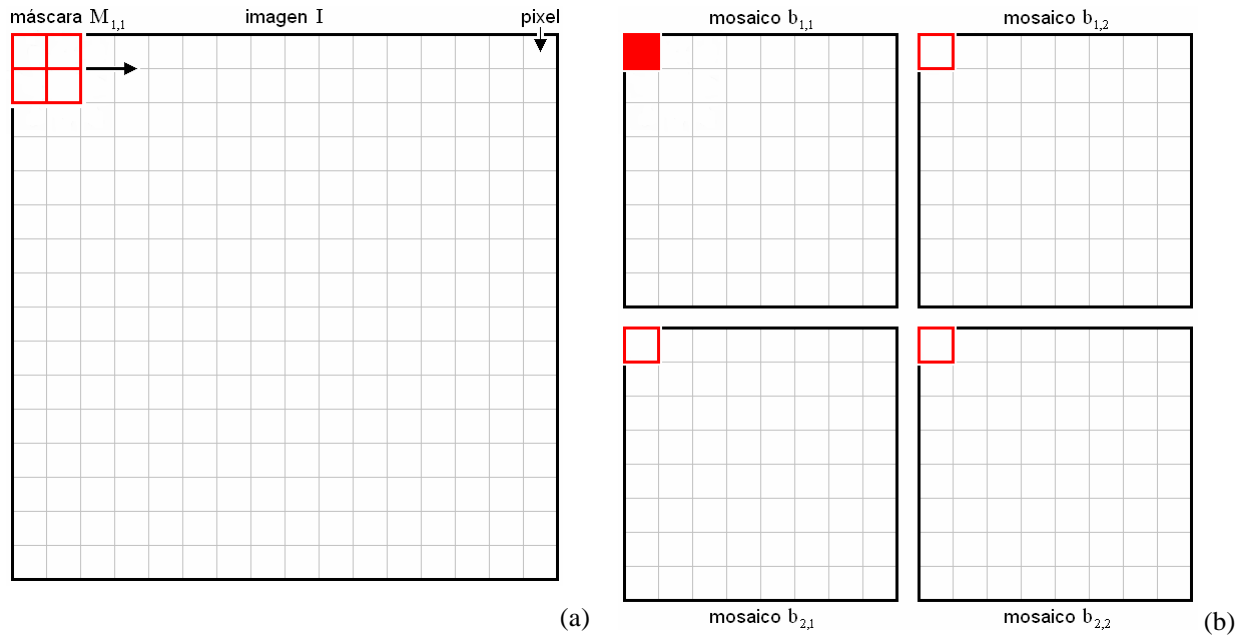 máscara M1,1
imagen I
pixel
mosaico b1,1
mosaico b1,2
mosaico b2,1
mosaico b2,2
(a)
(b)